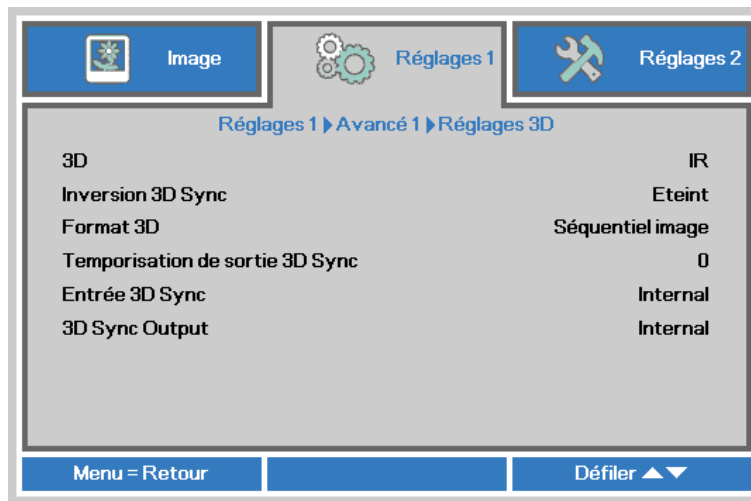 Image
Réglages 1
Réglages 2
Réglages 1 Avancé 1 Réglages 3D
3D IR
Inversion 3D Sync Eteint
Format 3D Séquentiel image
Temporisation de sortie 3D Sync 0
Entrée 3D Sync Internal
3D Sync Output Internal
Menu = Retour
Défiler